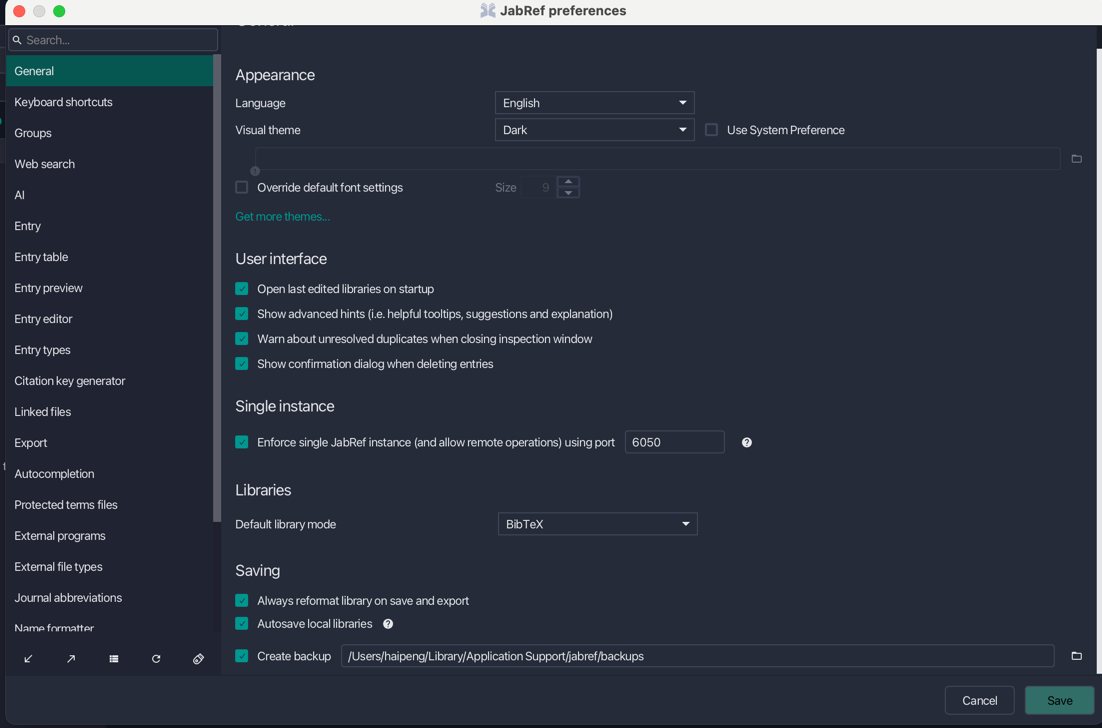 JabRef preferences
Search...
General
Keyboard shortcuts
Groups
Web search
AI
Entry
Entry table
Entry preview
Entry editor
Entry types
Citation key generator
Linked files
Export
Autocompletion
Protected terms files
External programs
External file types
Journal abbreviations
Name formatter
General
Appearance
Language English
Visual theme Dark Use System Preference
Override default font settings Size 9
Get more themes...
User interface
Open last edited libraries on startup
Show advanced hints (i.e. helpful tooltips, suggestions and explanation)
Warn about unresolved duplicates when closing inspection window
Show confirmation dialog when deleting entries
Single instance
Enforce single JabRef instance (and allow remote operations) using port 6050
Libraries
Default library mode BibTeX
Saving
Always reformat library on save and export
Autosave local libraries
Create backup /Users/haipeng/Library/Application Support/jabref/backups
Cancel Save